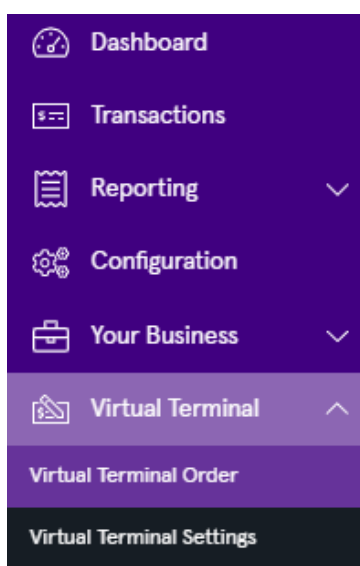 Dashboard
Transactions
Reporting
Configuration
Your Business
Virtual Terminal
Virtual Terminal Order
Virtual Terminal Settings